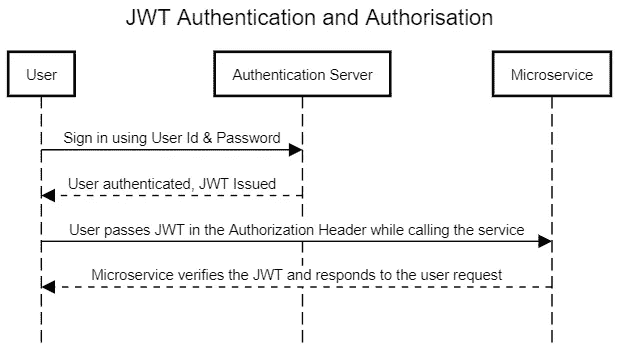 JWT Authentication and Authorisation
User
Authentication Server
Microservice
Sign in using User Id & Password
User authenticated, JWT Issued
User passes JWT in the Authorization Header while calling the service
Microservice verifies the JWT and responds to the user request